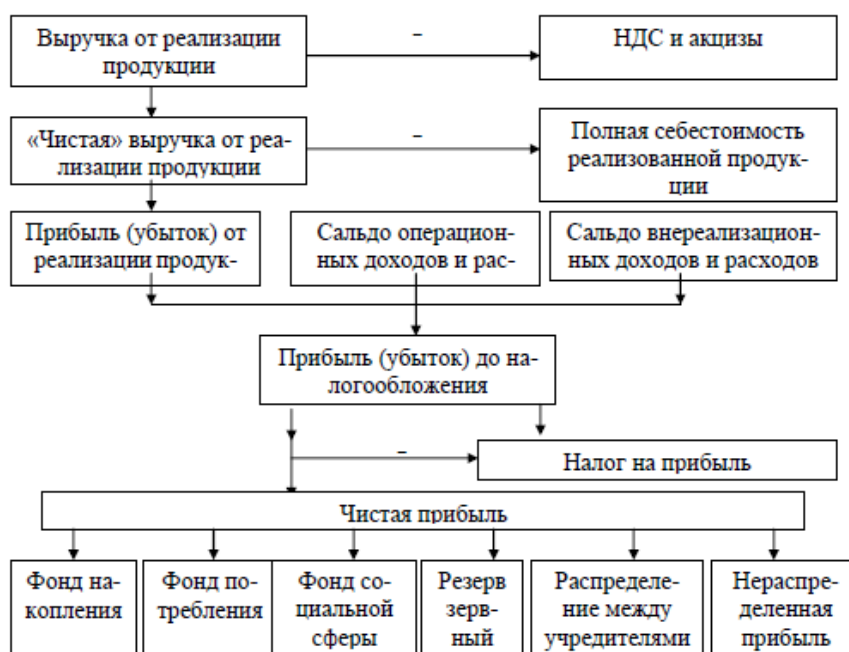 Выручка от реализации
продукции
–
НДС и акцизы
«Чистая» выручка от реа-
лизации продукции
–
Полная себестоимость
реализованной продук-
ции
Прибыль (убыток) от
реализации продук-
Сальдо операцион-
ных доходов и рас-
Сальдо внереализацион-
ных доходов и расходов
Прибыль (убыток) до на-
логообложения
–
Налог на прибыль
Чистая прибыль
Фонд на-
копления
Фонд по-
требления
Фонд со-
циальной
сферы
Резерв
зерв-
ный
Распределе-
ние между
учредителями
Нераспре-
деленная
прибыль